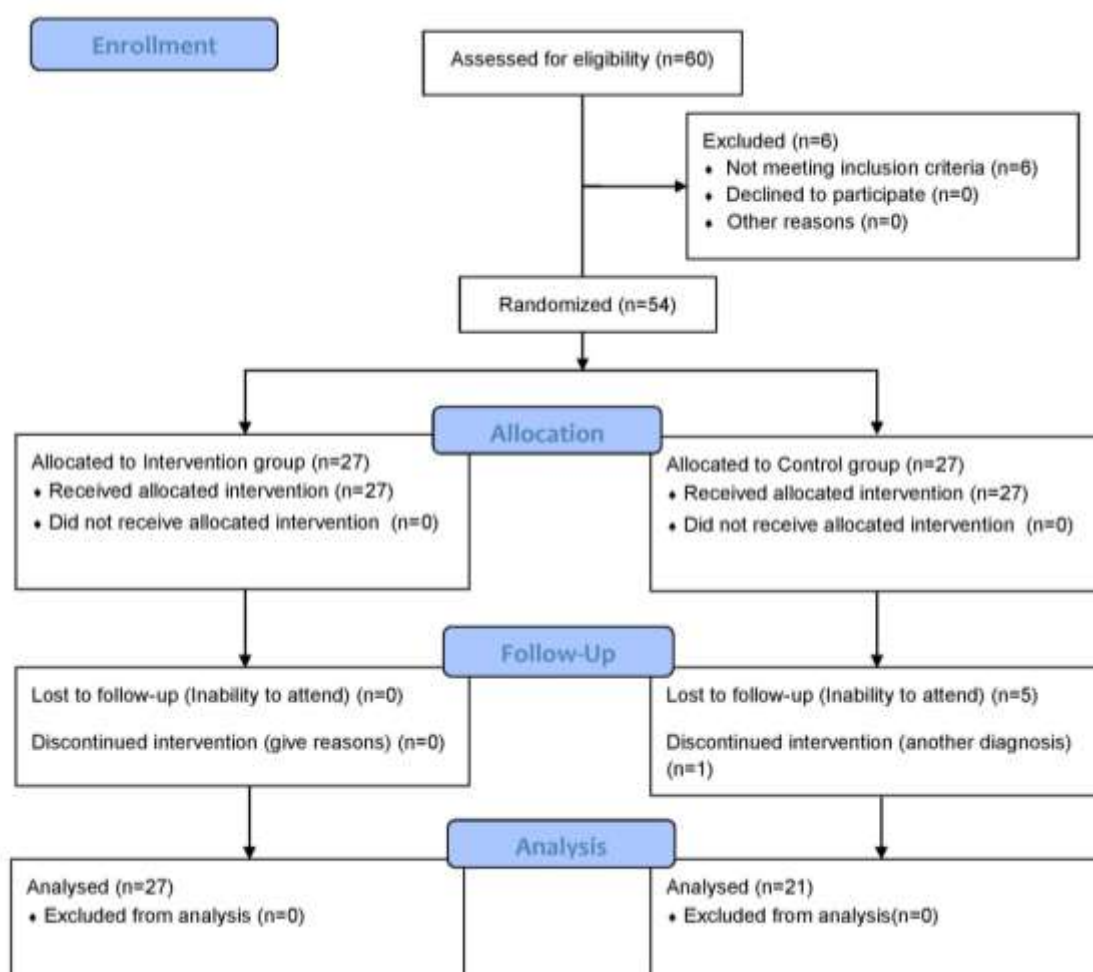 Enrollment
Assessed for eligibility (n=60)
Excluded (n=6)
⬧ Not meeting inclusion criteria (n=6)
⬧ Declined to participate (n=0)
⬧ Other reasons (n=0)
Randomized (n=54)
Allocation
Allocated to Intervention group (n=27)
⬧ Received allocated intervention (n=27)
⬧ Did not receive allocated intervention (n=0)
Allocated to Control group (n=27)
⬧ Received allocated intervention (n=27)
⬧ Did not receive allocated intervention (n=0)
Follow-Up
Lost to follow-up (Inability to attend) (n=0)
Discontinued intervention (give reasons) (n=0)
Lost to follow-up (Inability to attend) (n=5)
Discontinued intervention (another diagnosis)
(n=1)
Analysis
Analysed (n=27)
⬧ Excluded from analysis (n=0)
Analysed (n=21)
⬧ Excluded from analysis(n=0)